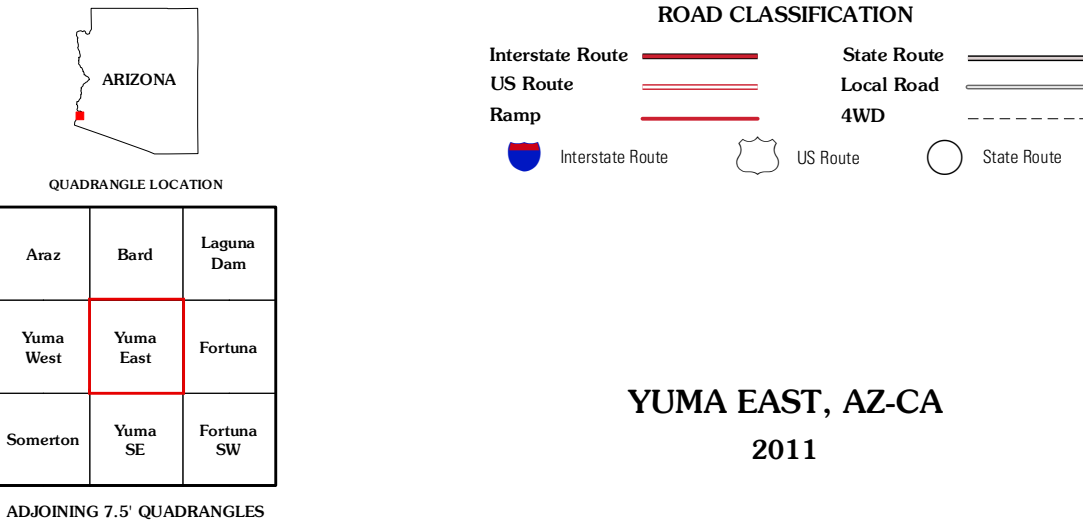 ARIZONA
QUADRANGLE LOCATION
Araz
Bard
Laguna
Dam
Yuma
West
Yuma
East
Fortuna
Somerton
Yuma
SE
Fortuna
SW
ADJOINING 7.5' QUADRANGLES
ROAD CLASSIFICATION
Interstate Route
State Route
US Route
Local Road
Ramp
4WD
Interstate Route
US Route
State Route
YUMA EAST, AZ-CA
2011